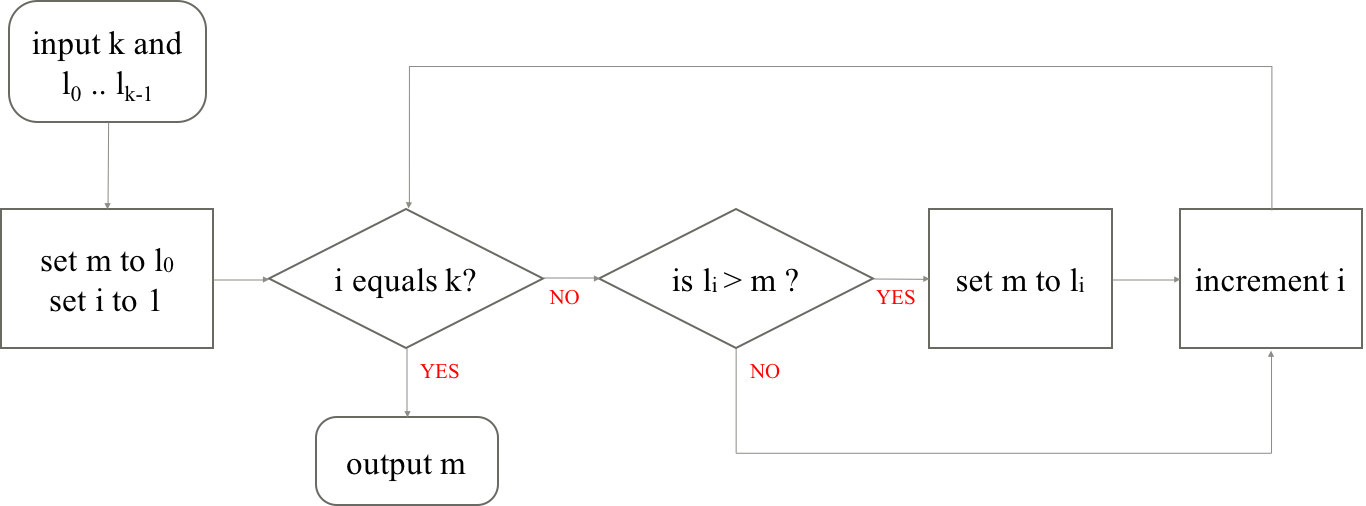 input k and
l₀ .. lₖ₋₁
set m to l₀
set i to 1
i equals k?
NO
YES
output m
is lᵢ > m ?
YES
NO
set m to lᵢ
increment i